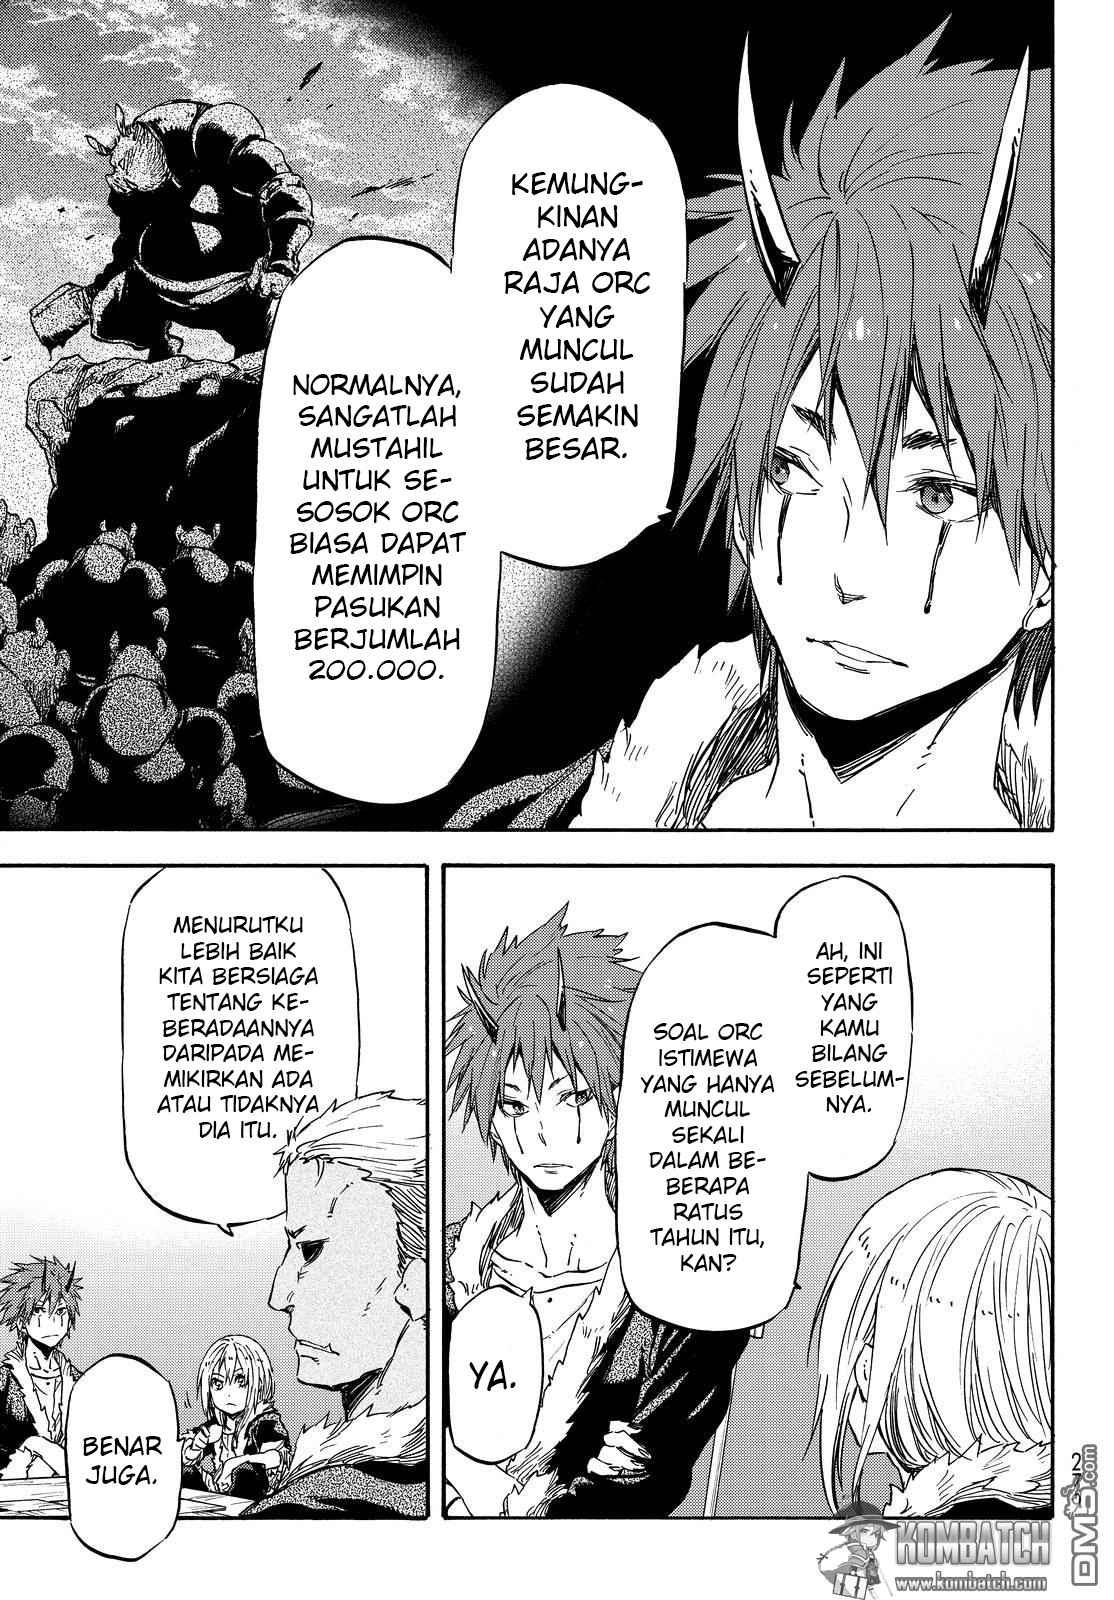 KEMUNG-
KINAN
ADANYA
RAJA ORC
YANG
MUNCUL
SUDAH
SEMAKIN
BESAR.
NORMALNYA,
SANGATLAH
MUSTAHIL
UNTUK SE-
SOSOK ORC
BIASA DAPAT
MEMIMPIN
PASUKAN
BERJUMLAH
200.000.
AH, INI
SEPERTI
YANG
KAMU
BILANG
SEBELUM-
NYA.
SOAL ORC
ISTIMEWA
YANG HANYA
MUNCUL
SEKALI
DALAM BE-
BERAPA
RATUS
TAHUN ITU,
KAN?
YA.
MENURUTKU
LEBIH BAIK
KITA BERSIAGA
TENTANG KE-
BERADAANNYA
DARIPADA ME-
MIKIRKAN ADA
ATAU TIDAKNYA
DIA ITU.
BENAR
JUGA.
KOMBATCH
www.kombatch.com
DM5.com